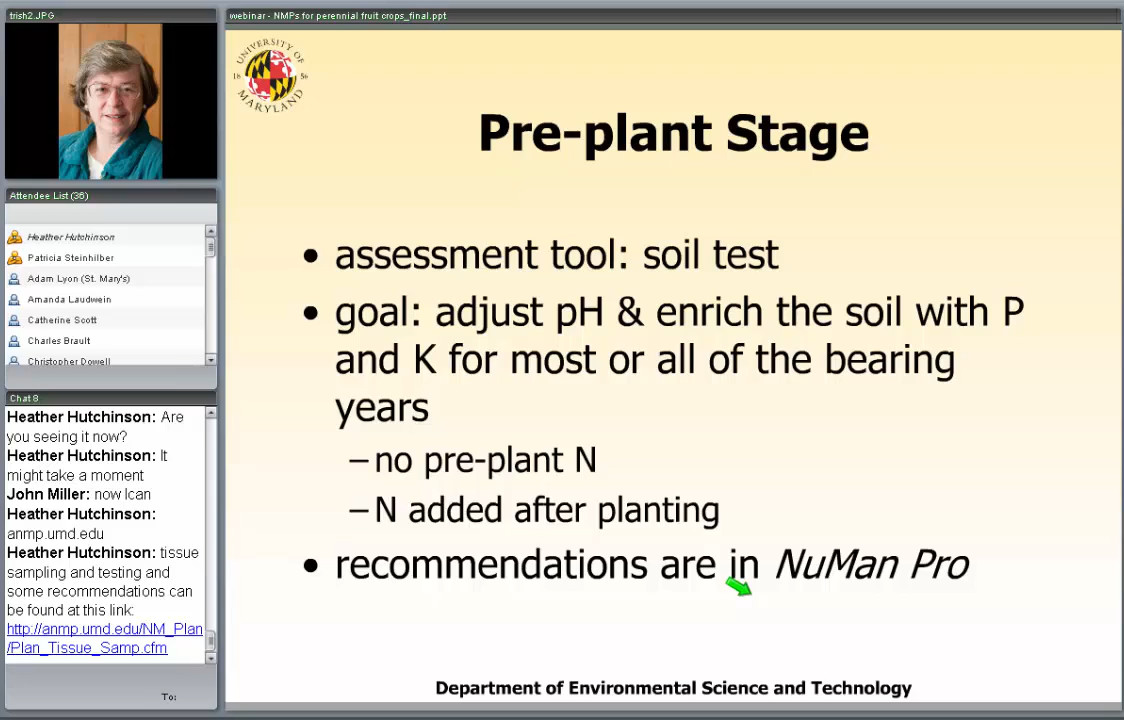 trish2.JPG
Attendee List (36)
Heather Hutchinson
Patricia Steinhilber
Adam Lyon (St. Mary's)
Amanda Laudwein
Catherine Scott
Charles Brault
Christopher Dowell
Chat 8
Heather Hutchinson: Are
you seeing it now?
Heather Hutchinson: It
might take a moment
John Miller: now Ican
Heather Hutchinson:
anmp.umd.edu
Heather Hutchinson: tissue
sampling and testing and
some recommendations can
be found at this link:
http://anmp.umd.edu/NM_Plan
/Plan_Tissue_Samp.cfm
To:
webinar - NMPs for perennial fruit crops_final.ppt
UNIVERSITY OF
18 56
MARYLAND
Pre-plant Stage
• assessment tool: soil test
• goal: adjust pH & enrich the soil with P
and K for most or all of the bearing
years
– no pre-plant N
– N added after planting
• recommendations are in NuMan Pro
Department of Environmental Science and Technology